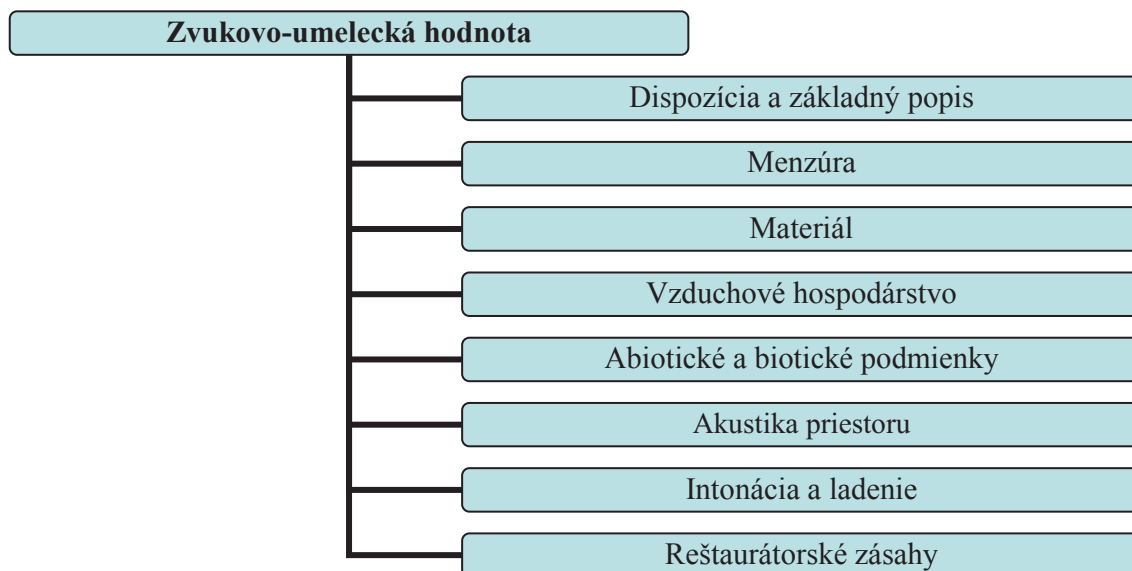 Zvukovo-umelecká hodnota
Dispozícia a základný popis
Menzúra
Materiál
Vzduchové hospodárstvo
Abiotické a biotické podmienky
Akustika priestoru
Intonácia a ladenie
Reštaurátorské zásahy